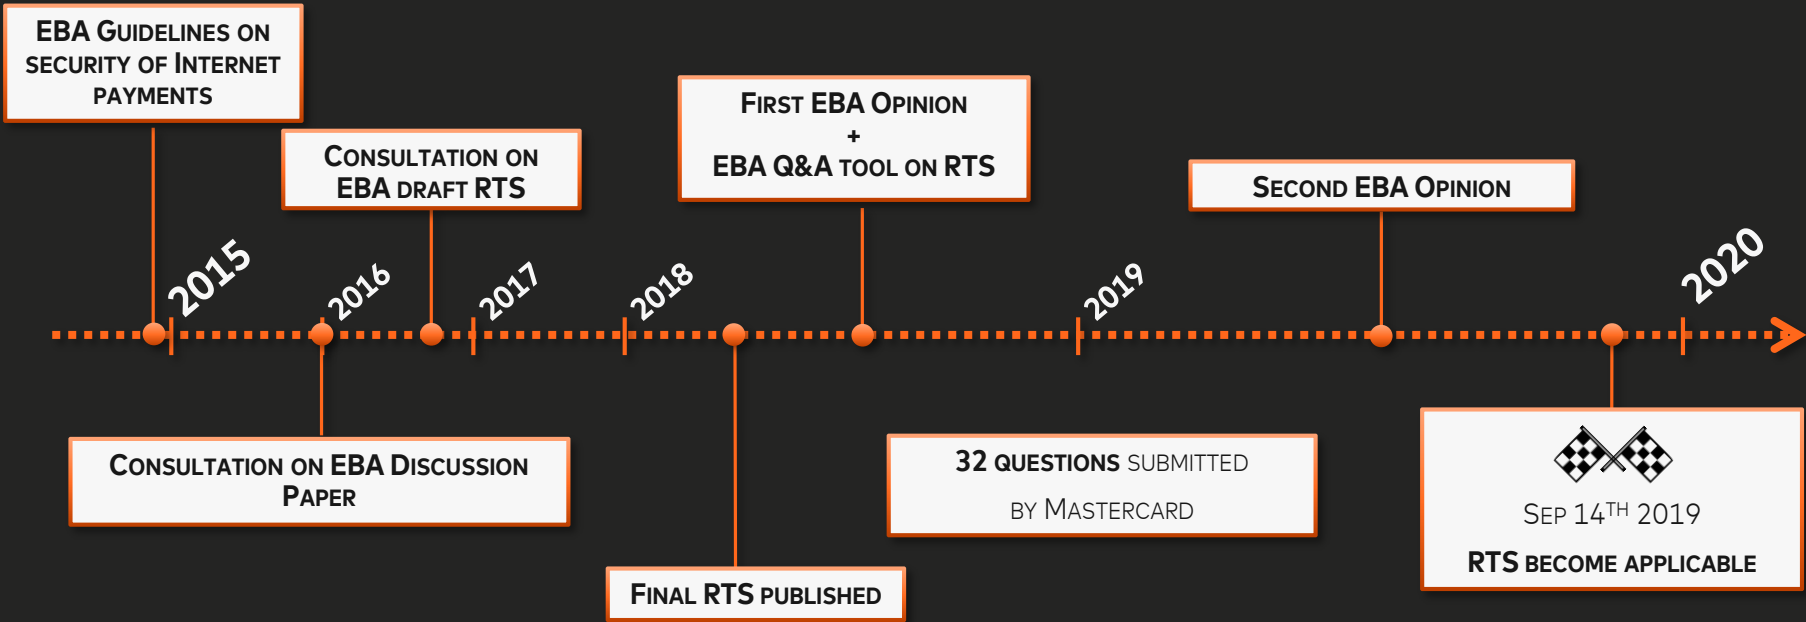 EBA Guidelines on
security of Internet
payments
Consultation on
EBA draft RTS
First EBA Opinion
+
EBA Q&A tool on RTS
Second EBA Opinion
2015
2016
2017
2018
2019
2020
Consultation on EBA Discussion
Paper
Final RTS published
32 questions submitted
by Mastercard
Sep 14th 2019
RTS become applicable